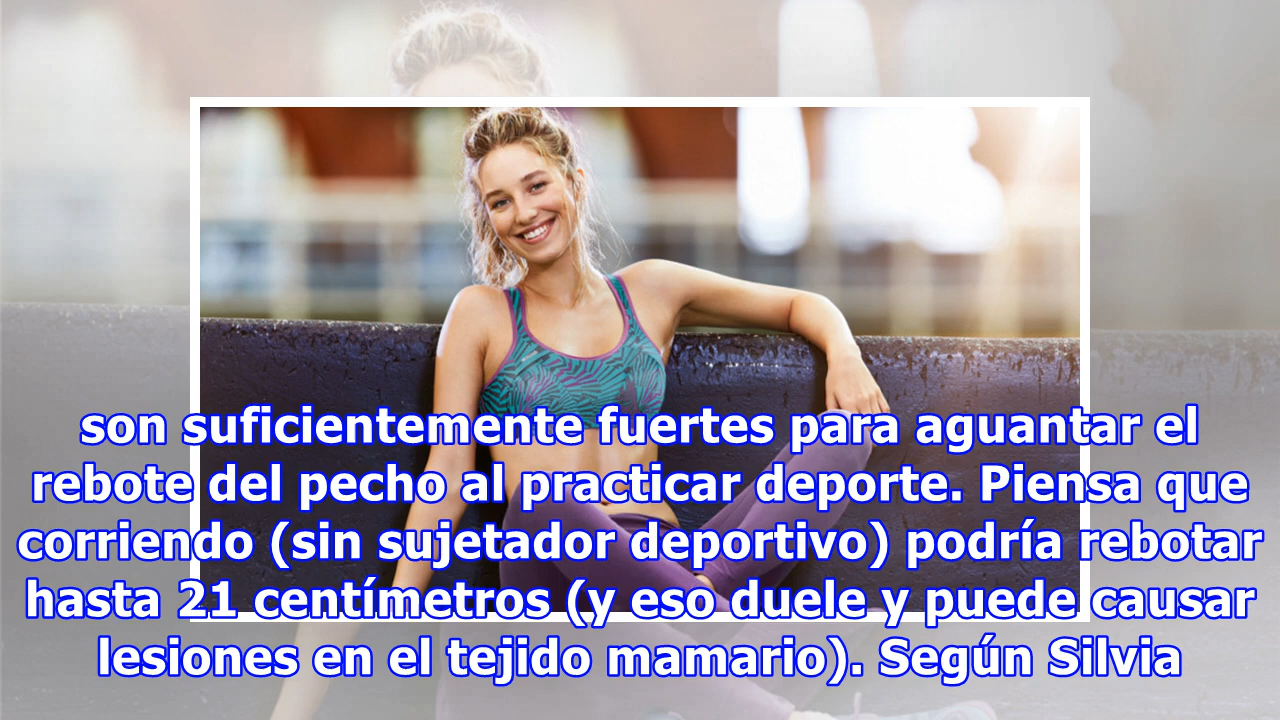 son suficientemente fuertes para aguantar el
rebote del pecho al practicar deporte. Piensa que
corriendo (sin sujetador deportivo) podría rebotar
hasta 21 centímetros (y eso duele y puede causar
lesiones en el tejido mamario). Según Silvia